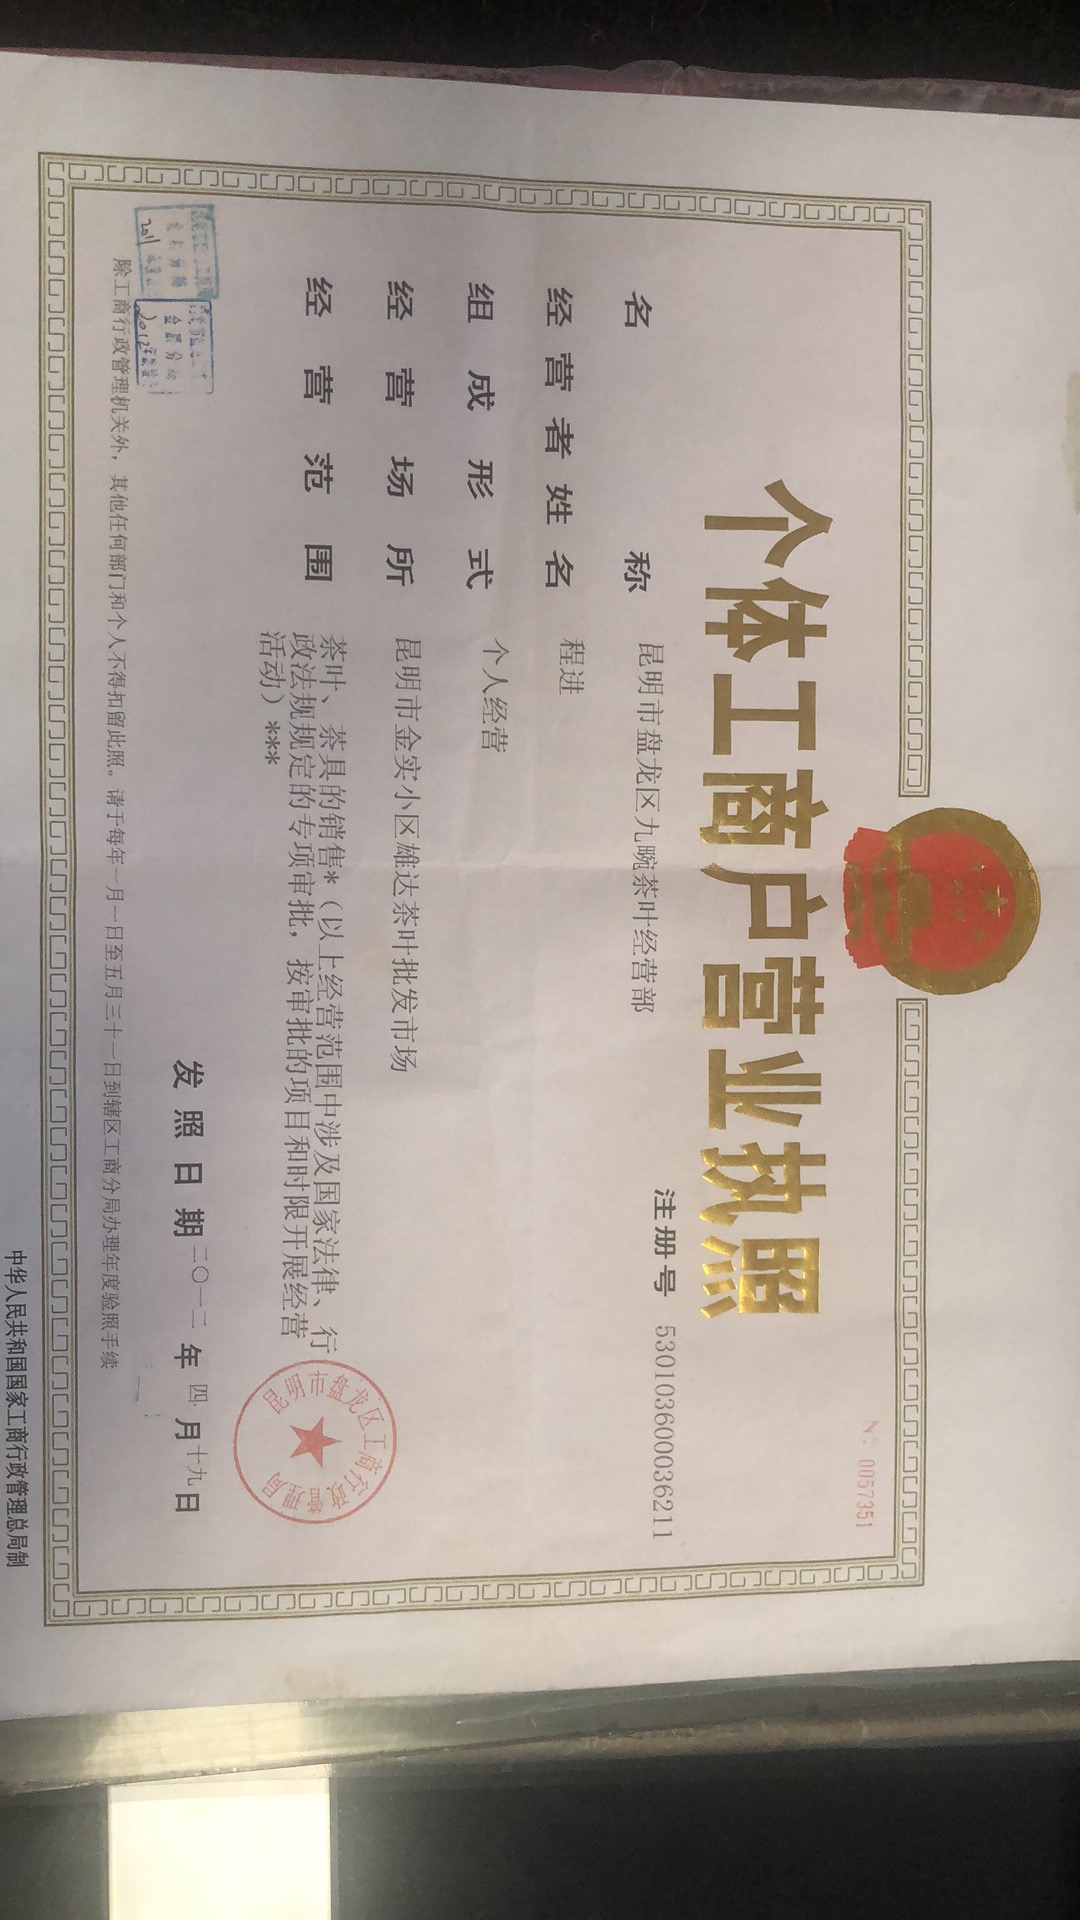 № 0057351
个体工商户营业执照
注册号 530103600036211
名称 昆明市盘龙区九畹茶叶经营部
经营者姓名 程进
组成形式 个人经营
经营场所 昆明市金实小区雄达茶叶批发市场
经营范围 茶叶、茶具的销售*（以上经营范围中涉及国家法律、行
政法规规定的专项审批，按审批的项目和时限开展经营
活动）***
昆明市盘龙区工商行政管理局
发照日期 二〇一二年四月十九日
2011
2012
除工商行政管理机关外，其他任何部门和个人不得扣留此照。请于每年一月一日至五月三十一日到辖区工商分局办理年度验照手续
中华人民共和国国家工商行政管理总局制